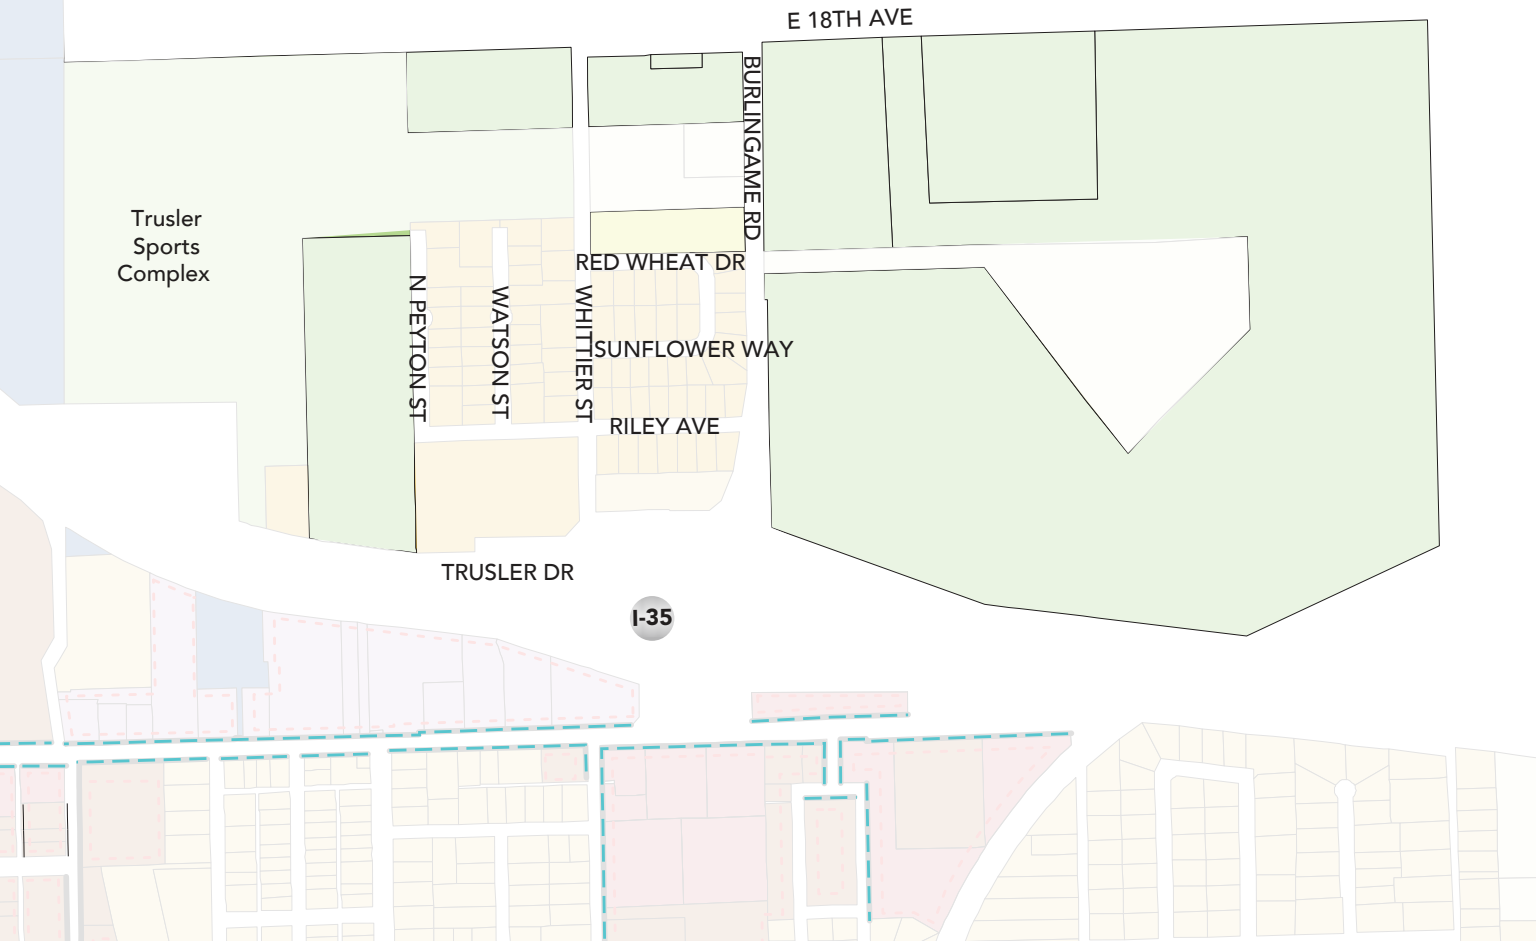 E 18TH AVE
BURLINGAME RD
Trusler
Sports
Complex
RED WHEAT DR
N PEYTON ST
WATSON ST
WHITTIER ST
SUNFLOWER WAY
RILEY AVE
TRUSLER DR
I-35